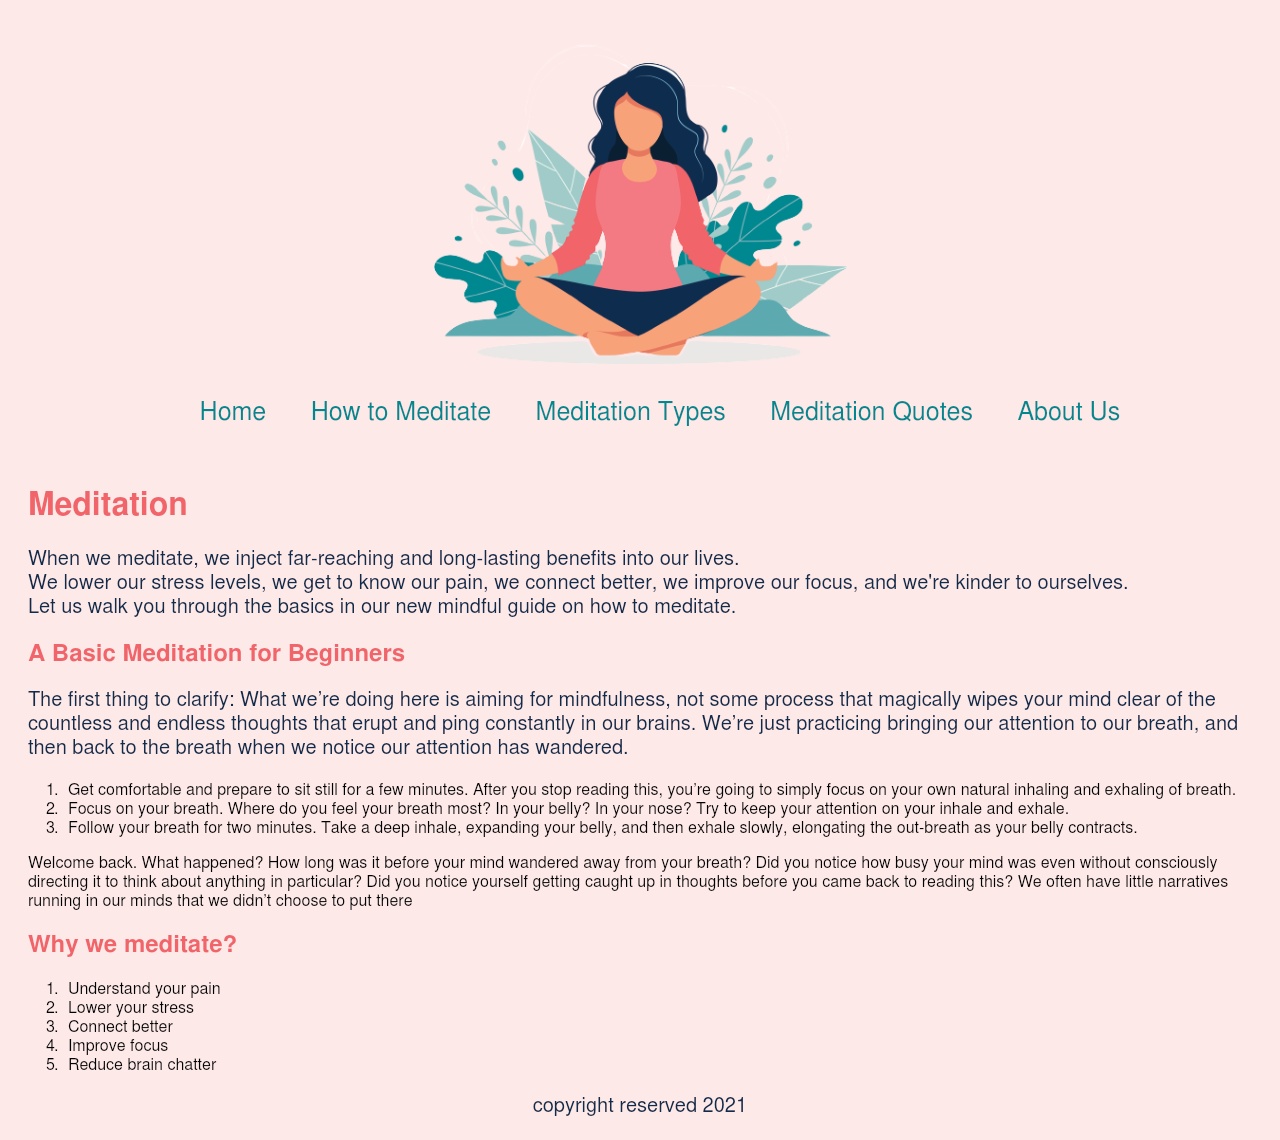 Home How to Meditate Meditation Types Meditation Quotes About Us
Meditation
When we meditate, we inject far-reaching and long-lasting benefits into our lives.
We lower our stress levels, we get to know our pain, we connect better, we improve our focus, and we're kinder to ourselves.
Let us walk you through the basics in our new mindful guide on how to meditate.
A Basic Meditation for Beginners
The first thing to clarify: What we’re doing here is aiming for mindfulness, not some process that magically wipes your mind clear of the
countless and endless thoughts that erupt and ping constantly in our brains. We’re just practicing bringing our attention to our breath, and
then back to the breath when we notice our attention has wandered.
1. Get comfortable and prepare to sit still for a few minutes. After you stop reading this, you’re going to simply focus on your own natural inhaling and exhaling of breath.
2. Focus on your breath. Where do you feel your breath most? In your belly? In your nose? Try to keep your attention on your inhale and exhale.
3. Follow your breath for two minutes. Take a deep inhale, expanding your belly, and then exhale slowly, elongating the out-breath as your belly contracts.
Welcome back. What happened? How long was it before your mind wandered away from your breath? Did you notice how busy your mind was even without consciously
directing it to think about anything in particular? Did you notice yourself getting caught up in thoughts before you came back to reading this? We often have little narratives
running in our minds that we didn’t choose to put there
Why we meditate?
1. Understand your pain
2. Lower your stress
3. Connect better
4. Improve focus
5. Reduce brain chatter
copyright reserved 2021